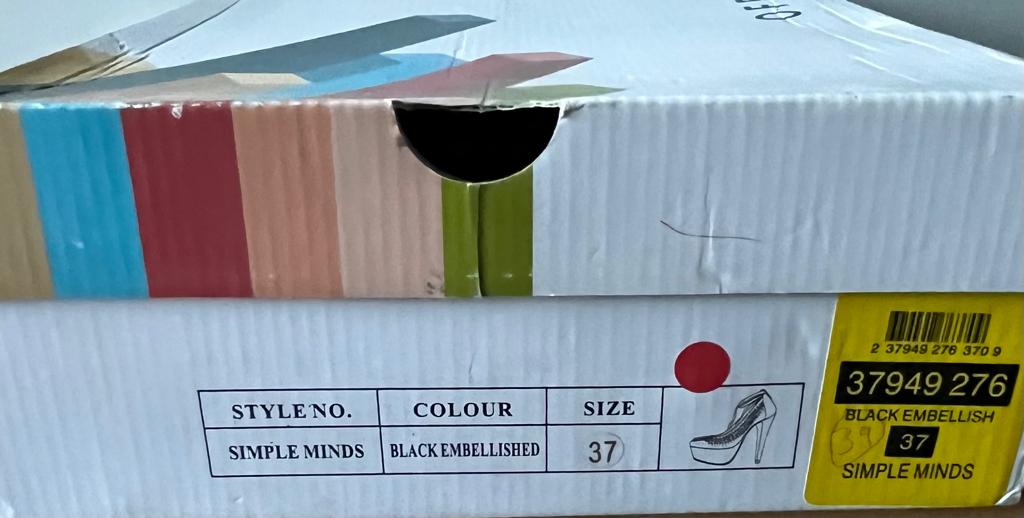 STYLE NO. COLOUR SIZE
SIMPLE MINDS BLACK EMBELLISHED 37
2 37949 276 370 9
37949 276
BLACK EMBELLISH
39
37
SIMPLE MINDS